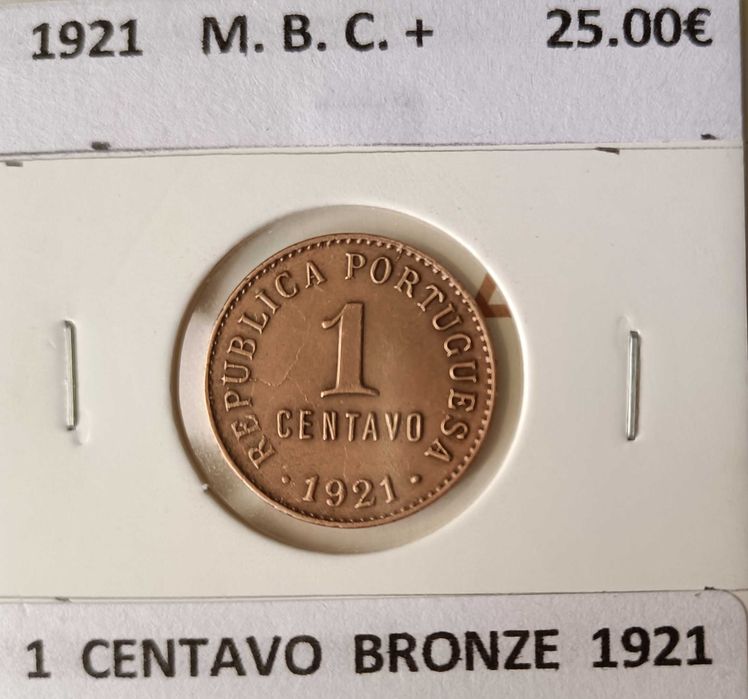 1921 M. B. C. + 25.00€
REPUBLICA PORTUGUESA
1
CENTAVO
· 1921 ·
1 CENTAVO BRONZE 1921